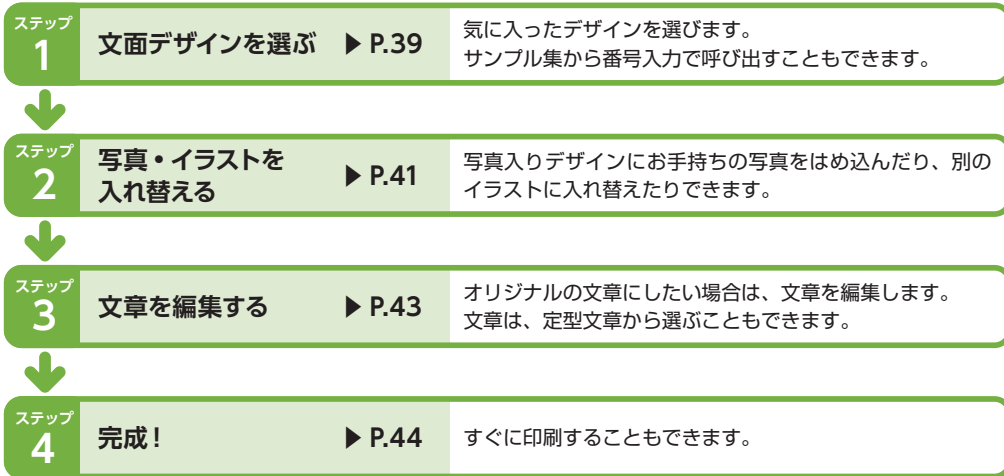 ステップ
1
文面デザインを選ぶ ▶ P.39
気に入ったデザインを選びます。
サンプル集から番号入力で呼び出すこともできます。
ステップ
2
写真・イラストを
入れ替える ▶ P.41
写真入りデザインにお手持ちの写真をはめ込んだり、別の
イラストに入れ替えたりできます。
ステップ
3
文章を編集する ▶ P.43
オリジナルの文章にしたい場合は、文章を編集します。
文章は、定型文章から選ぶこともできます。
ステップ
4
完成! ▶ P.44
すぐに印刷することもできます。